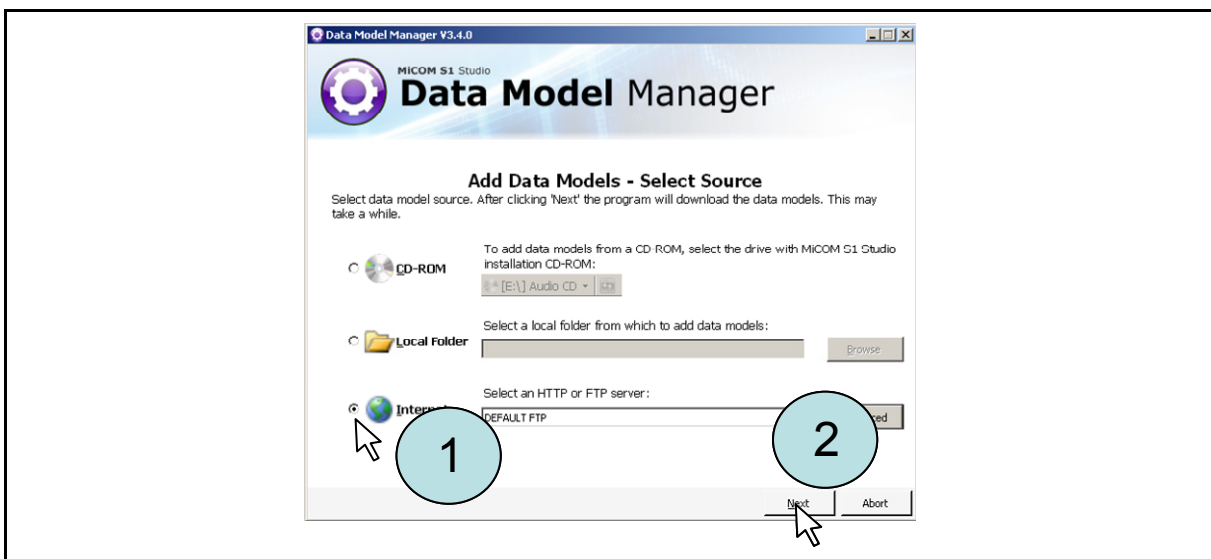 Data Model Manager V3.4.0
MiCOM S1 Studio
Data Model Manager
Add Data Models - Select Source
Select data model source. After clicking 'Next' the program will download the data models. This may
take a while.
To add data models from a CD-ROM, select the drive with MiCOM S1 Studio
installation CD-ROM:
CD-ROM
[E:\] Audio CD
Select a local folder from which to add data models:
Local Folder
Browse
Select an HTTP or FTP server:
DEFAULT FTP
1
2
Next
Abort